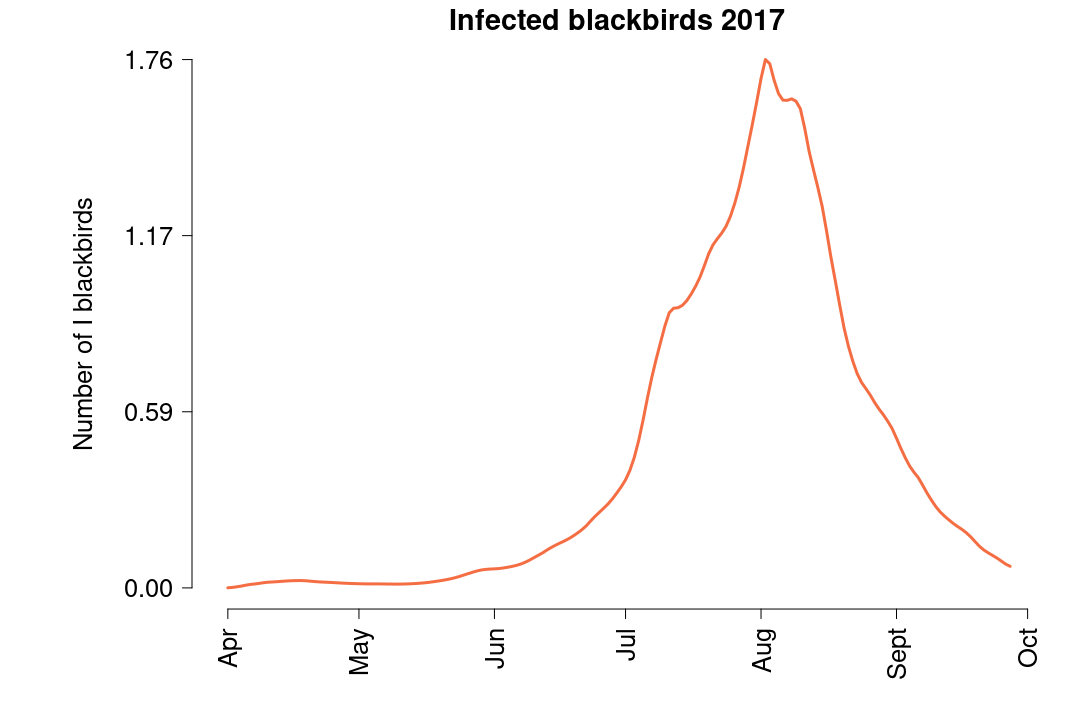 Infected blackbirds 2017
Number of I blackbirds
1.76
1.17
0.59
0.00
Apr
May
Jun
Jul
Aug
Sept
Oct